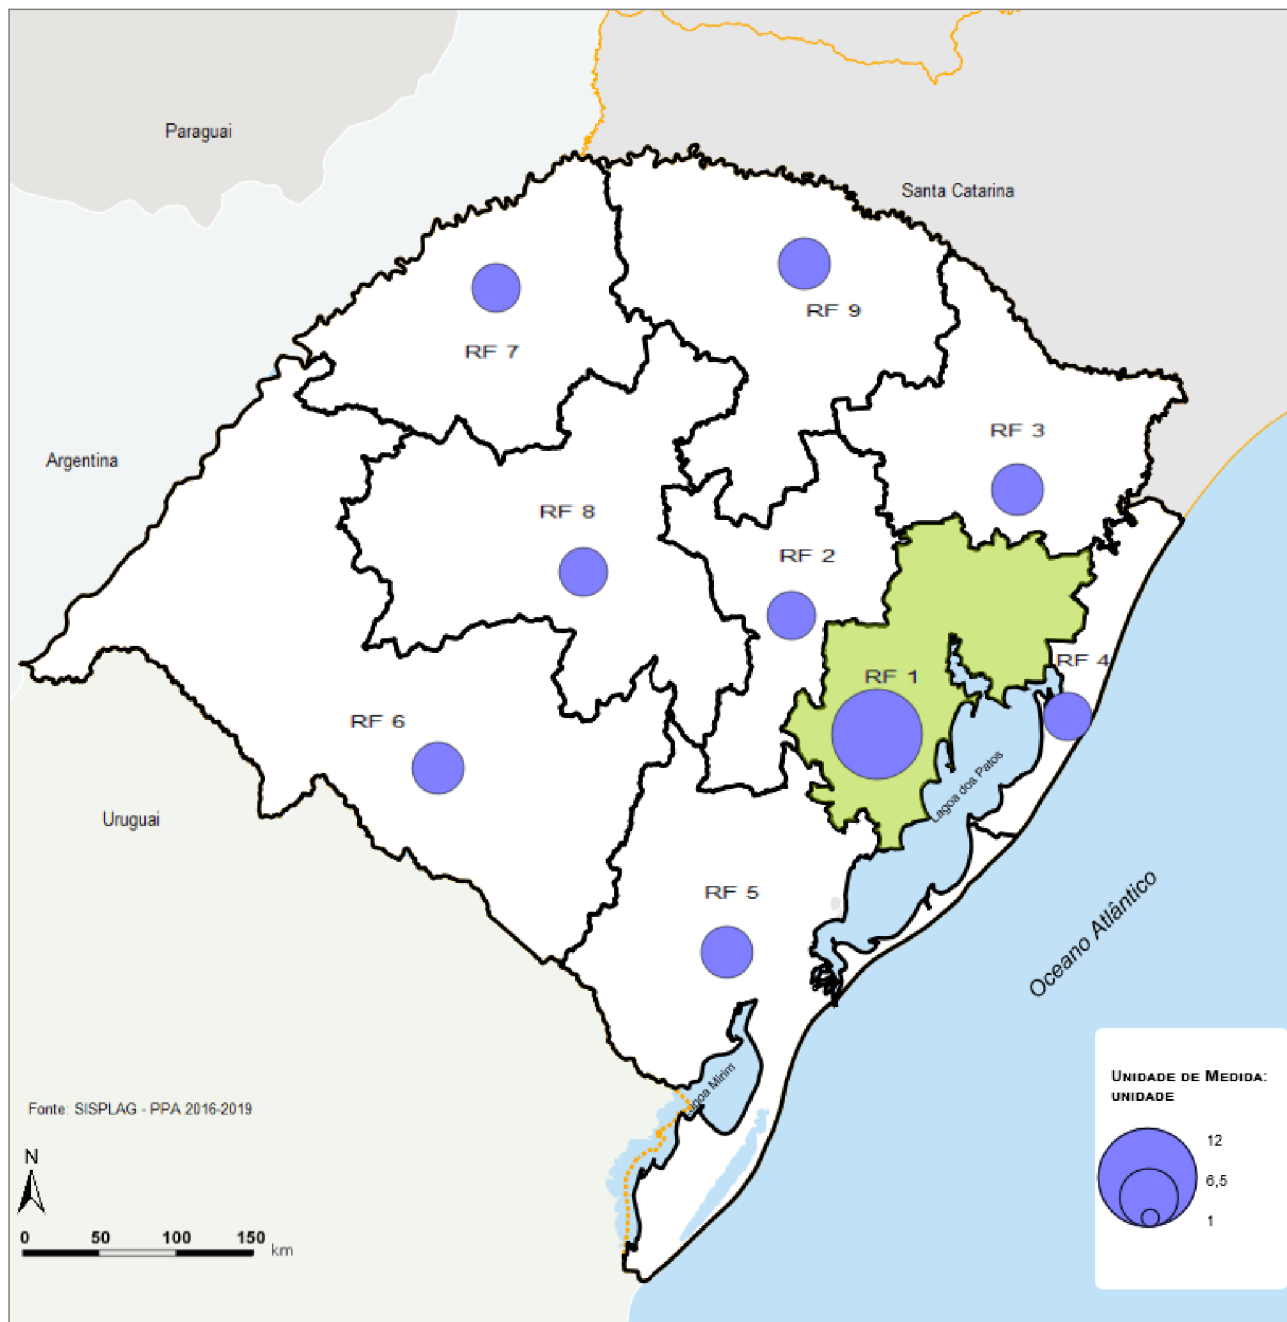 Paraguai
Santa Catarina
RF 9
RF 7
RF 3
Argentina
RF 8
RF 2
RF 4
RF 1
RF 6
Lagoa dos Patos
Uruguai
RF 5
Oceano Atlântico
Lagoa Mirim
UNIDADE DE MEDIDA:
UNIDADE
12
6,5
1
Fonte: SISPLAG - PPA 2016-2019
N
0 50 100 150
km